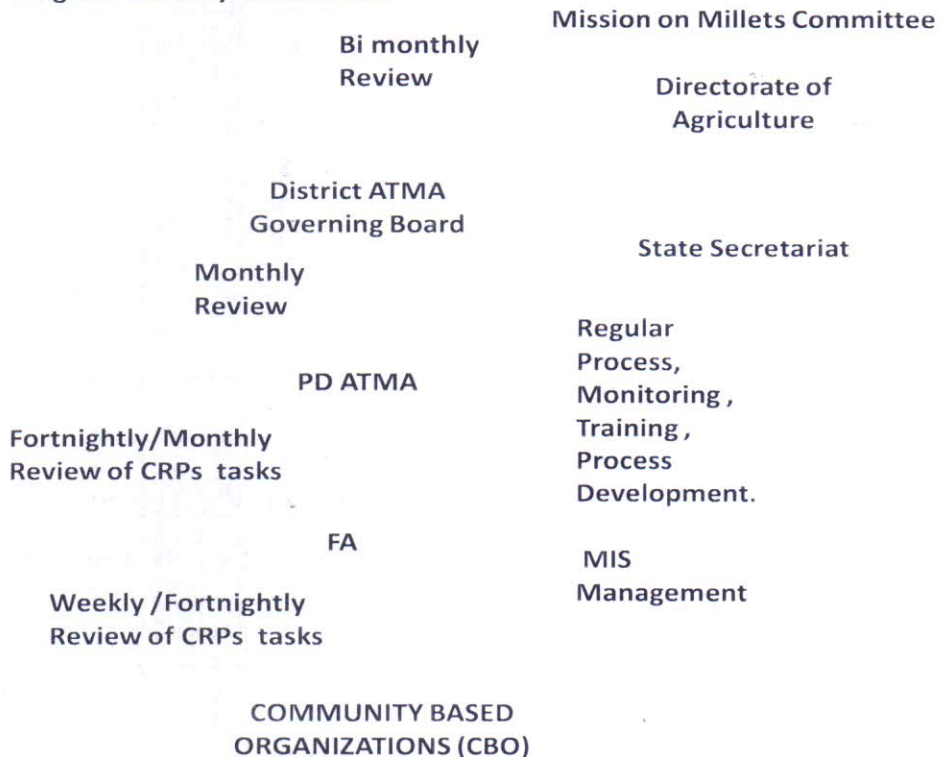 Mission on Millets Committee
Bi monthly
Review
Directorate of
Agriculture
District ATMA
Governing Board
State Secretariat
Monthly
Review
Regular
Process,
Monitoring ,
Training ,
Process
Development.
PD ATMA
Fortnightly/Monthly
Review of CRPs tasks
FA
MIS
Management
Weekly /Fortnightly
Review of CRPs tasks
COMMUNITY BASED
ORGANIZATIONS (CBO)